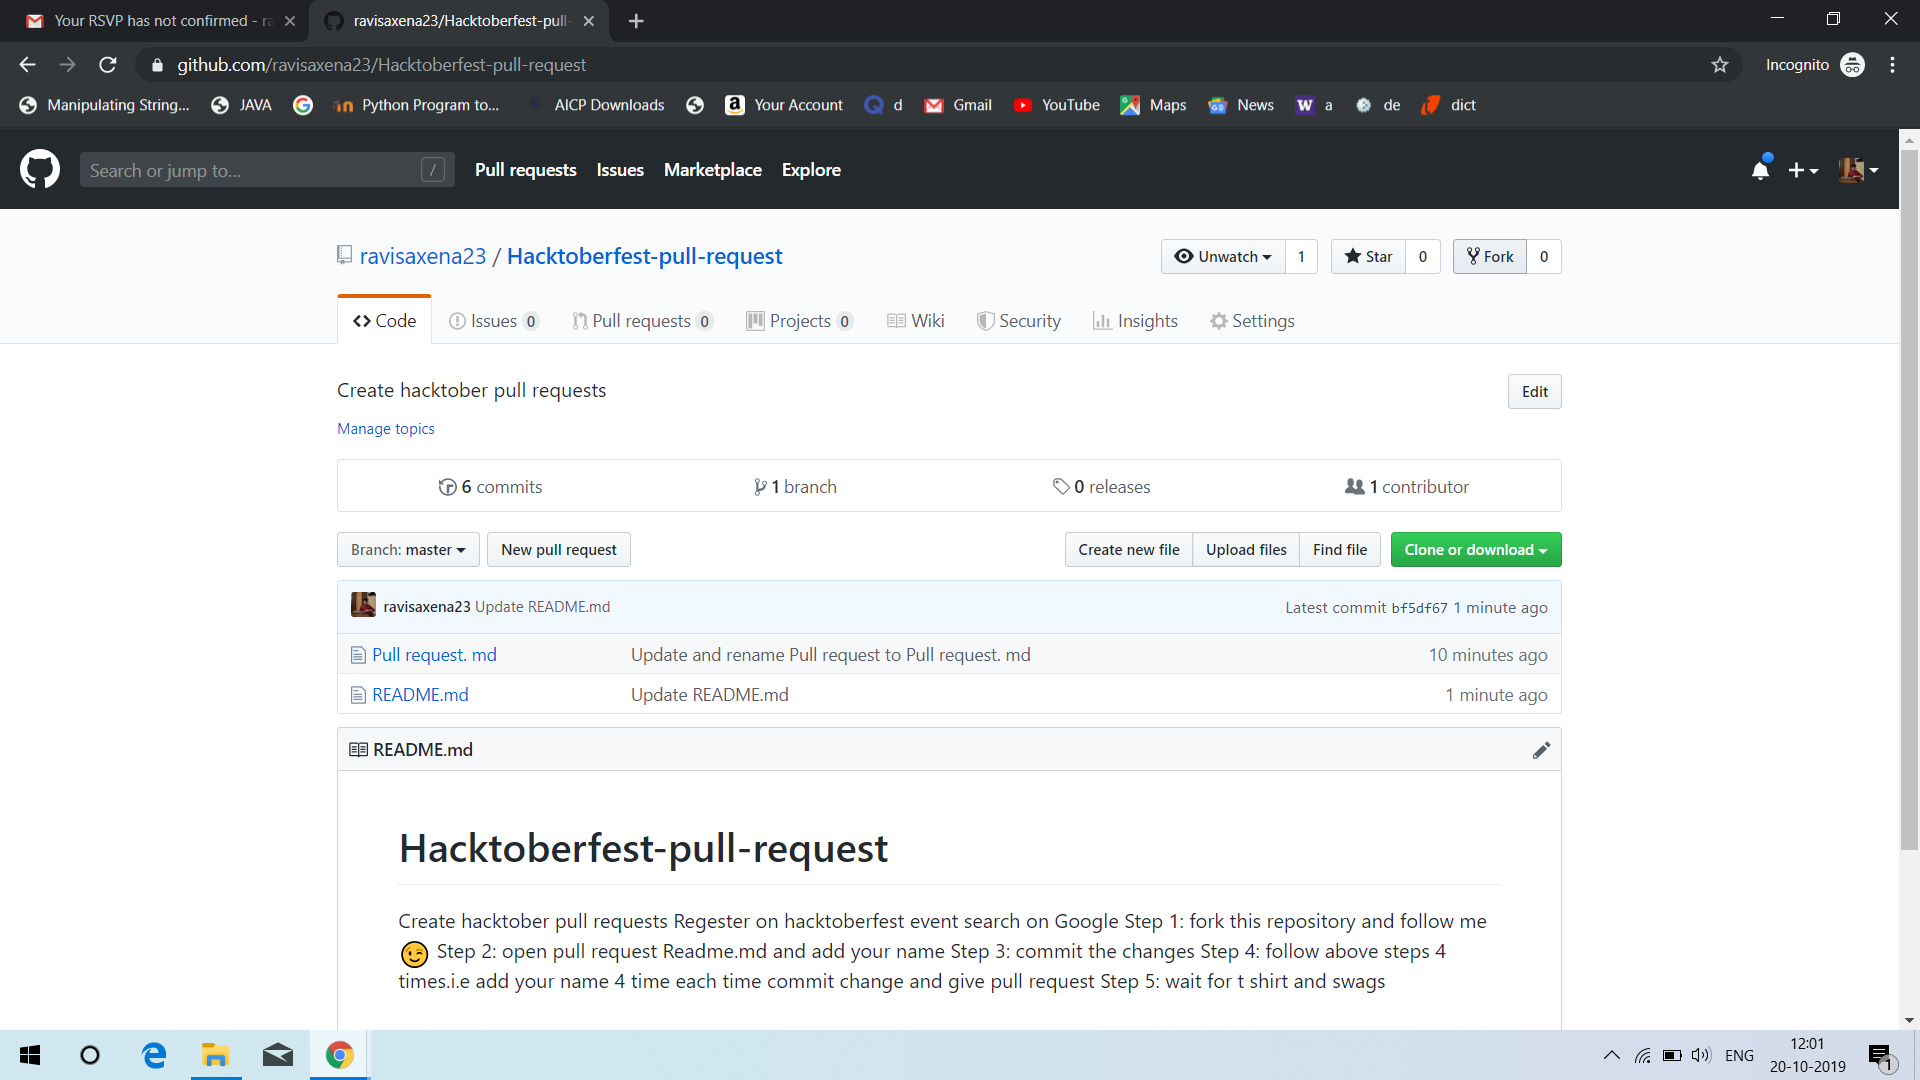 Your RSVP has not confirmed - ra
ravisaxena23/Hacktoberfest-pull-
github.com/ravisaxena23/Hacktoberfest-pull-request
Incognito
Manipulating String...
JAVA
Python Program to...
AICP Downloads
Your Account
d
Gmail
YouTube
Maps
News
a
de
dict
Search or jump to...
/
Pull requests
Issues
Marketplace
Explore
ravisaxena23 / Hacktoberfest-pull-request
Unwatch 1
Star 0
Fork 0
Code
Issues 0
Pull requests 0
Projects 0
Wiki
Security
Insights
Settings
Create hacktober pull requests
Edit
Manage topics
6 commits
1 branch
0 releases
1 contributor
Branch: master
New pull request
Create new file
Upload files
Find file
Clone or download
ravisaxena23 Update README.md
Latest commit bf5df67 1 minute ago
Pull request. md
Update and rename Pull request to Pull request. md
10 minutes ago
README.md
Update README.md
1 minute ago
README.md
Hacktoberfest-pull-request
Create hacktober pull requests Regester on hacktoberfest event search on Google Step 1: fork this repository and follow me
😉 Step 2: open pull request Readme.md and add your name Step 3: commit the changes Step 4: follow above steps 4
times.i.e add your name 4 time each time commit change and give pull request Step 5: wait for t shirt and swags
ENG
12:01
20-10-2019
1